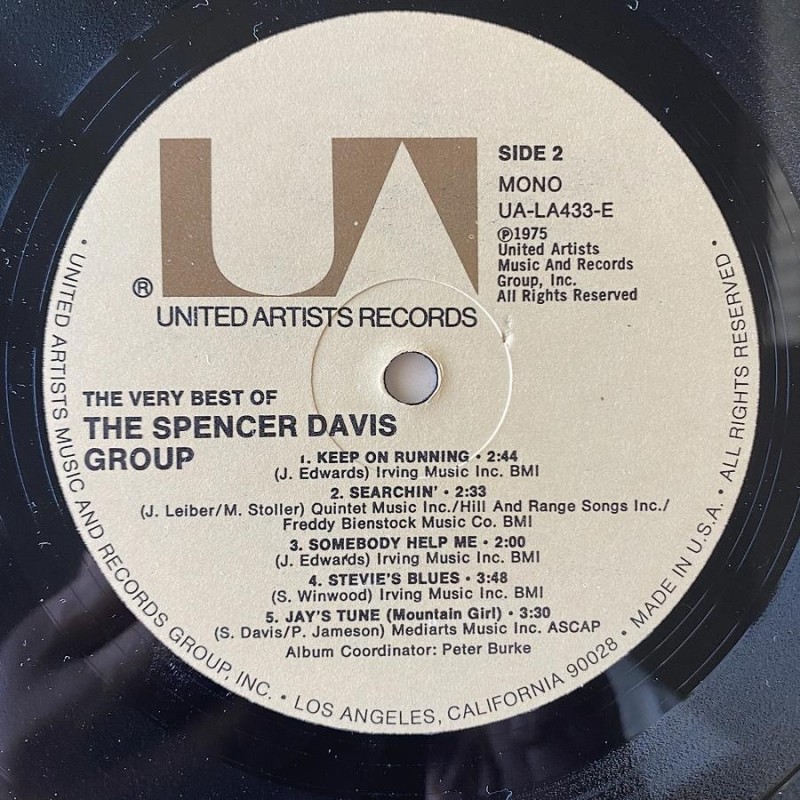 UA
SIDE 2
MONO
UA-LA433-E
℗1975
United Artists
Music And Records
Group, Inc.
All Rights Reserved
®
UNITED ARTISTS RECORDS
THE VERY BEST OF
THE SPENCER DAVIS
GROUP
1. KEEP ON RUNNING • 2:44
(J. Edwards) Irving Music Inc. BMI
2. SEARCHIN' • 2:33
(J. Leiber/M. Stoller) Quintet Music Inc./Hill And Range Songs Inc./
Freddy Bienstock Music Co. BMI
3. SOMEBODY HELP ME • 2:00
(J. Edwards) Irving Music Inc. BMI
4. STEVIE'S BLUES • 3:48
(S. Winwood) Irving Music Inc. BMI
5. JAY'S TUNE (Mountain Girl) • 3:30
(S. Davis/P. Jameson) Mediarts Music Inc. ASCAP
Album Coordinator: Peter Burke
• UNITED ARTISTS MUSIC AND RECORDS GROUP, INC. • LOS ANGELES, CALIFORNIA 90028 • MADE IN U.S.A. • ALL RIGHTS RESERVED •